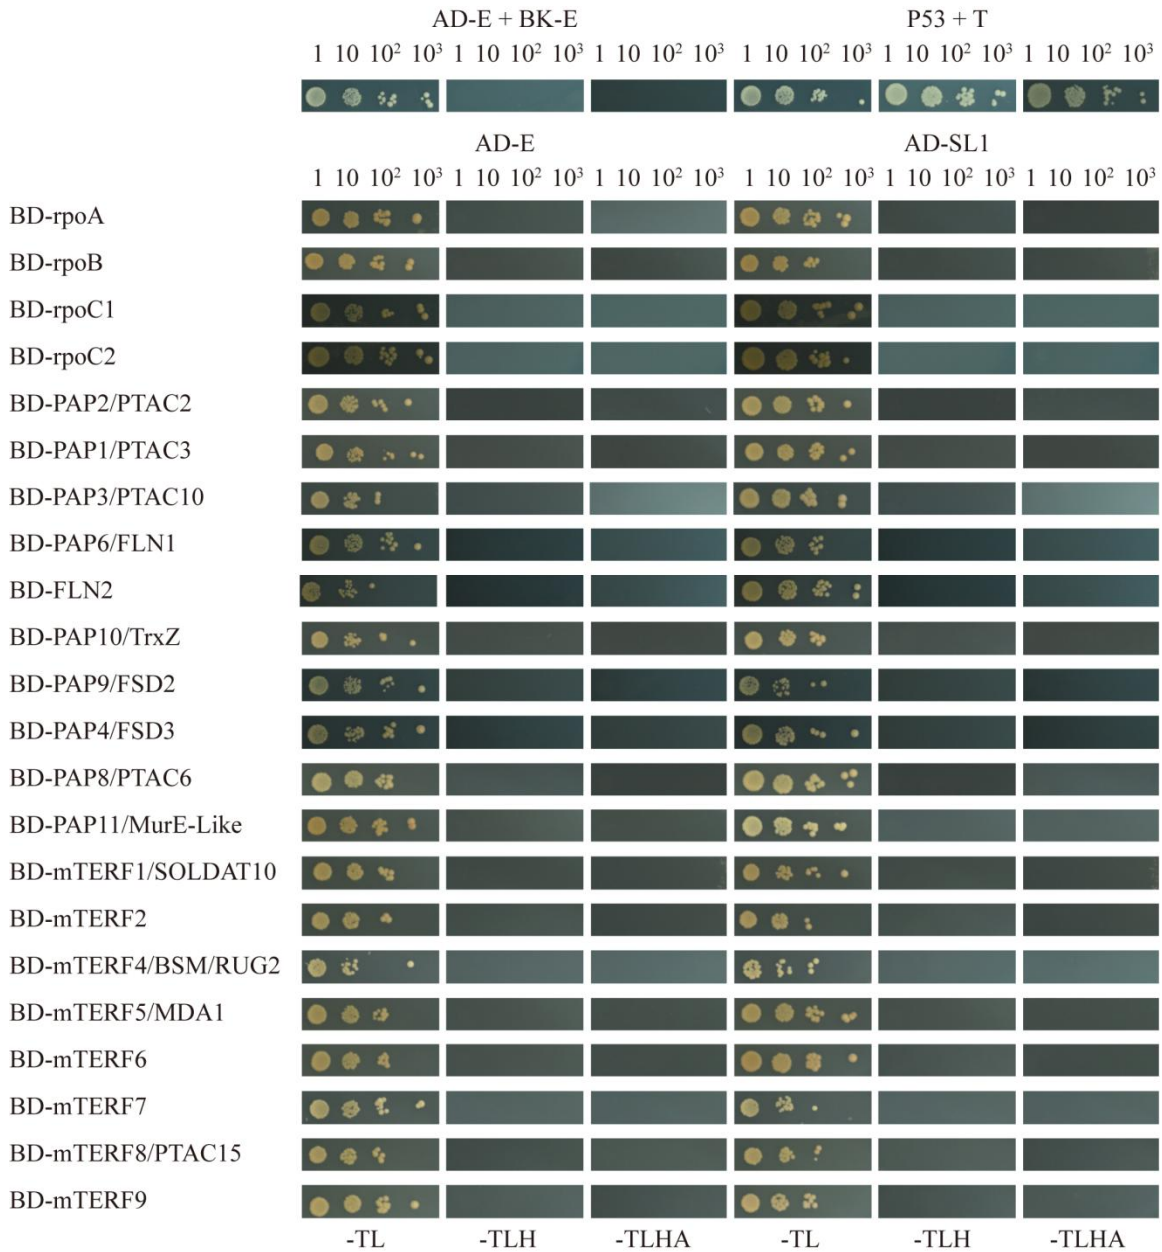 AD-E + BK-E P53 + T
1 10 10² 10³ 1 10 10² 10³ 1 10 10² 10³ 1 10 10² 10³ 1 10 10² 10³ 1 10 10² 10³
AD-E AD-SL1
1 10 10² 10³ 1 10 10² 10³ 1 10 10² 10³ 1 10 10² 10³ 1 10 10² 10³ 1 10 10² 10³
BD-rpoA
BD-rpoB
BD-rpoC1
BD-rpoC2
BD-PAP2/PTAC2
BD-PAP1/PTAC3
BD-PAP3/PTAC10
BD-PAP6/FLN1
BD-FLN2
BD-PAP10/TrxZ
BD-PAP9/FSD2
BD-PAP4/FSD3
BD-PAP8/PTAC6
BD-PAP11/MurE-Like
BD-mTERF1/SOLDAT10
BD-mTERF2
BD-mTERF4/BSM/RUG2
BD-mTERF5/MDA1
BD-mTERF6
BD-mTERF7
BD-mTERF8/PTAC15
BD-mTERF9
-TL -TLH -TLHA -TL -TLH -TLHA